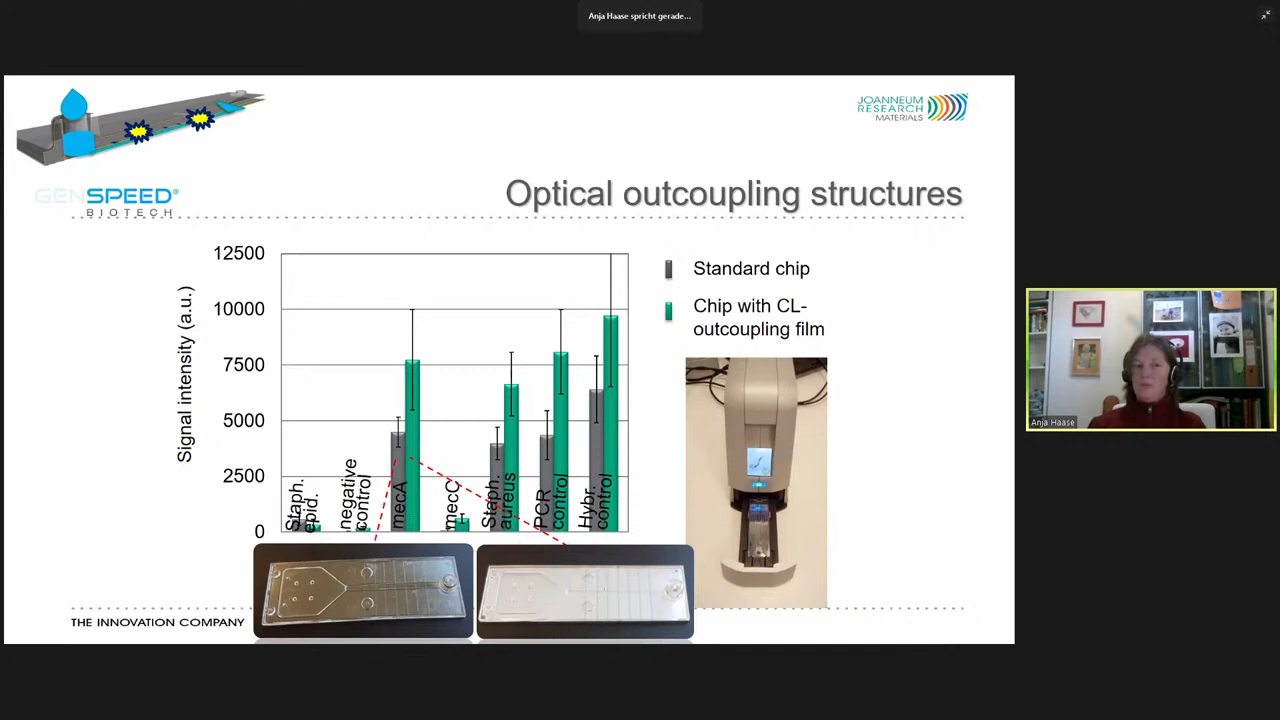 Anja Haase spricht gerade...
JOANNEUM
RESEARCH
MATERIALS
GENSPEED®
BIOTECH
Optical outcoupling structures
Signal intensity (a.u.)
12500
10000
7500
5000
2500
0
Staph.
epid.
negative
control
mecA
mecC
Staph.
aureus
PCR
control
Hybr.
control
Standard chip
Chip with CL-
outcoupling film
THE INNOVATION COMPANY
Anja Haase